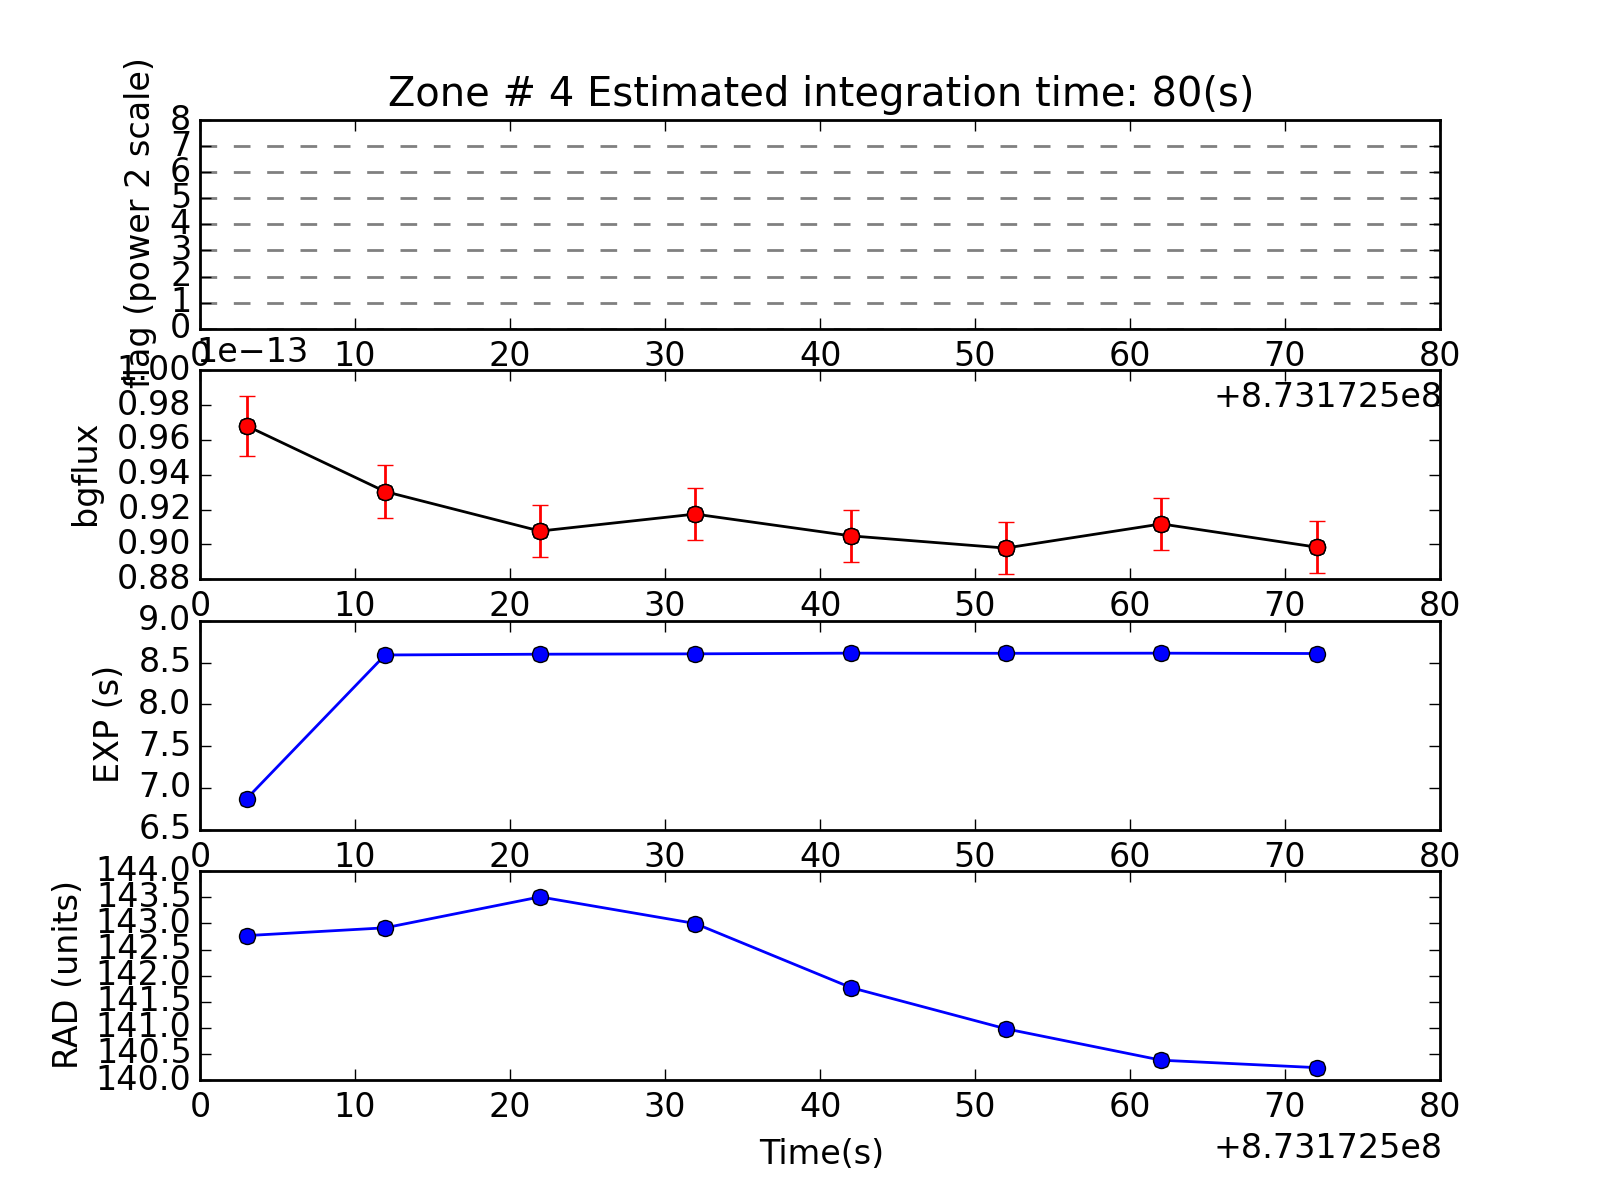 Zone # 4 Estimated integration time: 80(s)
flag (power 2 scale)
8
7
6
5
4
3
2
1
0
0 10 20 30 40 50 60 70 80
+8.731725e8
1e−13
bgflux
1.00
0.98
0.96
0.94
0.92
0.90
0.88
0 10 20 30 40 50 60 70 80
EXP (s)
9.0
8.5
8.0
7.5
7.0
6.5
0 10 20 30 40 50 60 70 80
RAD (units)
144.0
143.5
143.0
142.5
142.0
141.5
141.0
140.5
140.0
0 10 20 30 40 50 60 70 80
Time(s)
+8.731725e8